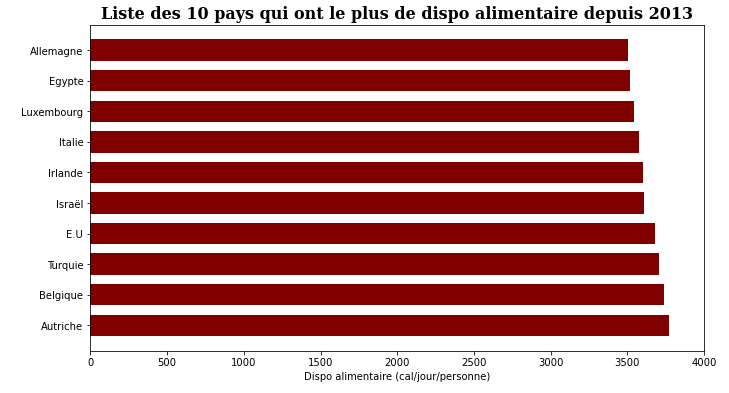 Liste des 10 pays qui ont le plus de dispo alimentaire depuis 2013
Allemagne
Egypte
Luxembourg
Italie
Irlande
Israël
E.U
Turquie
Belgique
Autriche
0 500 1000 1500 2000 2500 3000 3500 4000
Dispo alimentaire (cal/jour/personne)